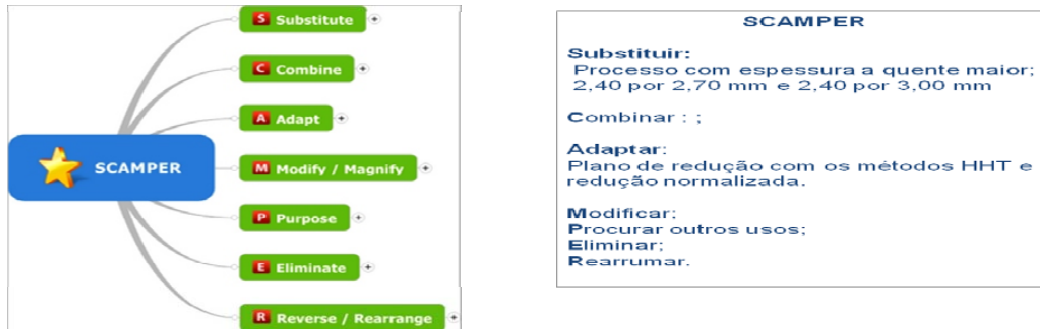 S Substitute
C Combine
A Adapt
SCAMPER
M Modify / Magnify
P Purpose
E Eliminate
R Reverse / Rearrange
SCAMPER
Substituir:
Processo com espessura a quente maior;
2,40 por 2,70 mm e 2,40 por 3,00 mm
Combinar : ;
Adaptar:
Plano de redução com os métodos HHT e
redução normalizada.
Modificar;
Procurar outros usos;
Eliminar;
Rearrumar.